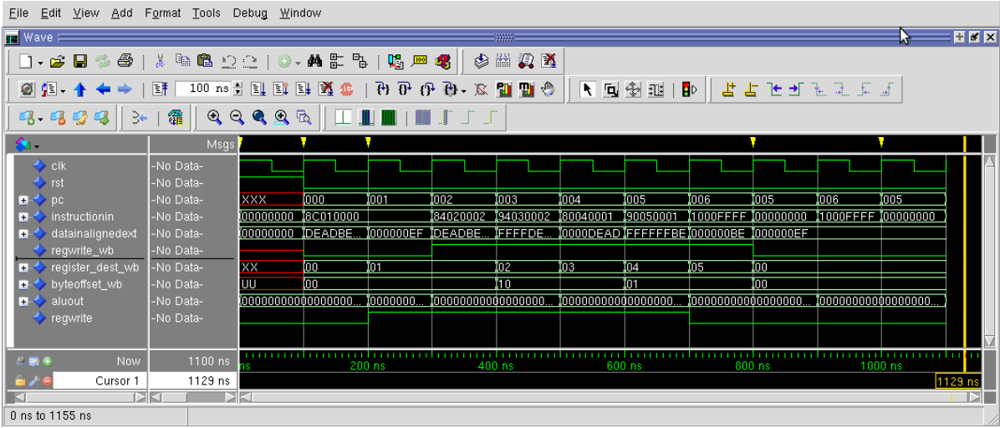 File Edit View Add Format Tools Debug Window
Wave
100 ns
Msgs
clk -No Data-
rst -No Data-
pc -No Data- XXX 000 001 002 003 004 005 006 005 006 005
instructionin -No Data- 00000000 8C010000 84020002 94030002 80040001 90050001 1000FFFF 00000000 1000FFFF 00000000
datainalignedext -No Data- 00000000 DEADBE... 000000EF DEADBE... FFFFDE... 0000DEAD FFFFFFBE 000000BE 000000EF
regwrite_wb -No Data-
register_dest_wb -No Data- XX 00 01 02 03 04 05 00
byteoffset_wb -No Data- UU 00 10 01 00
aluout -No Data- 0000000000000000... 0000000... 0000000000000000... 0000000000000000... 0000000000000000... 0000000000000000...
regwrite -No Data-
Now 1100 ns ns 200 ns 400 ns 600 ns 800 ns 1000 ns
Cursor 1 1129 ns 1129 ns
0 ns to 1155 ns